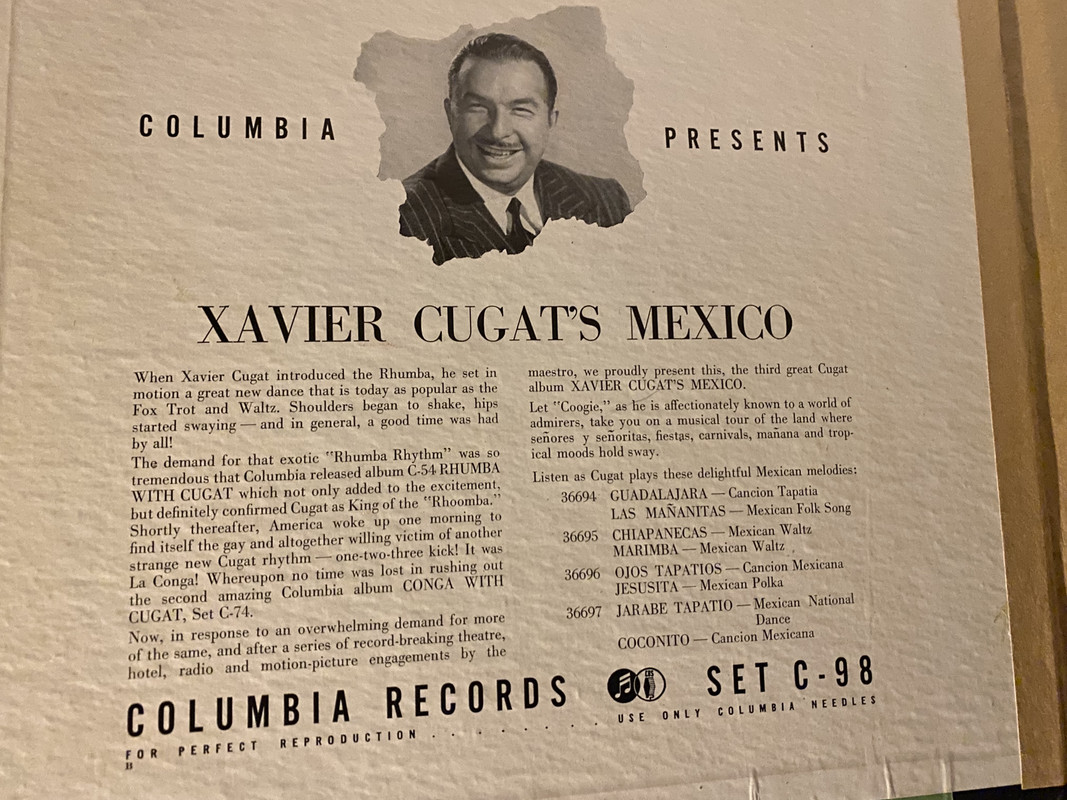 COLUMBIA PRESENTS
XAVIER CUGAT'S MEXICO
When Xavier Cugat introduced the Rhumba, he set in
motion a great new dance that is today as popular as the
Fox Trot and Waltz. Shoulders began to shake, hips
started swaying — and in general, a good time was had
by all!
The demand for that exotic "Rhumba Rhythm" was so
tremendous that Columbia released album C-54 RHUMBA
WITH CUGAT which not only added to the excitement,
but definitely confirmed Cugat as King of the "Rhoomba."
Shortly thereafter, America woke up one morning to
find itself the gay and altogether willing victim of another
strange new Cugat rhythm — one-two-three kick! It was
La Conga! Whereupon no time was lost in rushing out
the second amazing Columbia album CONGA WITH
CUGAT, Set C-74.
Now, in response to an overwhelming demand for more
of the same, and after a series of record-breaking theatre,
hotel, radio and motion-picture engagements by the
maestro, we proudly present this, the third great Cugat
album XAVIER CUGAT'S MEXICO.
Let "Coogie," as he is affectionately known to a world of
admirers, take you on a musical tour of the land where
señores y señoritas, fiestas, carnivals, mañana and trop-
ical moods hold sway.
Listen as Cugat plays these delightful Mexican melodies:
36694 GUADALAJARA — Cancion Tapatia
LAS MAÑANITAS — Mexican Folk Song
36695 CHIAPANECAS — Mexican Waltz
MARIMBA — Mexican Waltz
36696 OJOS TAPATIOS — Cancion Mexicana
JESUSITA — Mexican Polka
36697 JARABE TAPATIO — Mexican National
Dance
COCONITO — Cancion Mexicana
COLUMBIA RECORDS CBS SET C-98
FOR PERFECT REPRODUCTION . . . . . . . . USE ONLY COLUMBIA NEEDLES
B